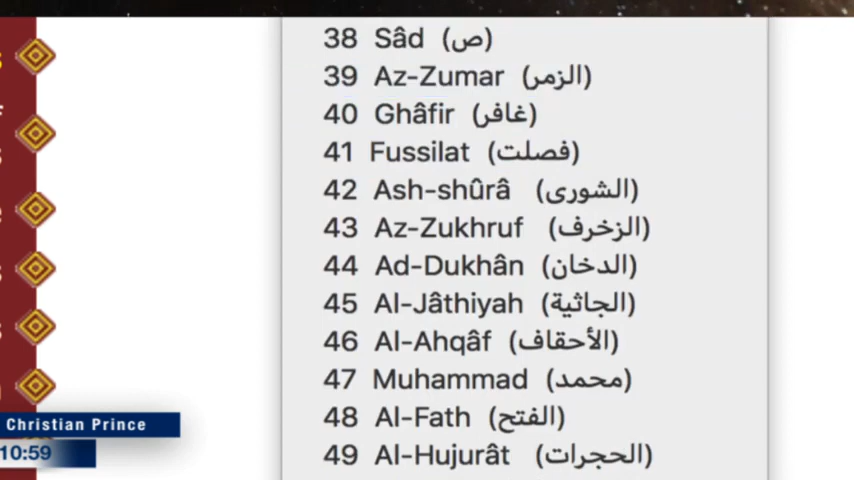 38 Sâd (ص)
39 Az-Zumar (الزمر)
40 Ghâfir (غافر)
41 Fussilat (فصلت)
42 Ash-shûrâ (الشورى)
43 Az-Zukhruf (الزخرف)
44 Ad-Dukhân (الدخان)
45 Al-Jâthiyah (الجاثية)
46 Al-Ahqâf (الأحقاف)
47 Muhammad (محمد)
48 Al-Fath (الفتح)
49 Al-Hujurât (الحجرات)
Christian Prince
10:59